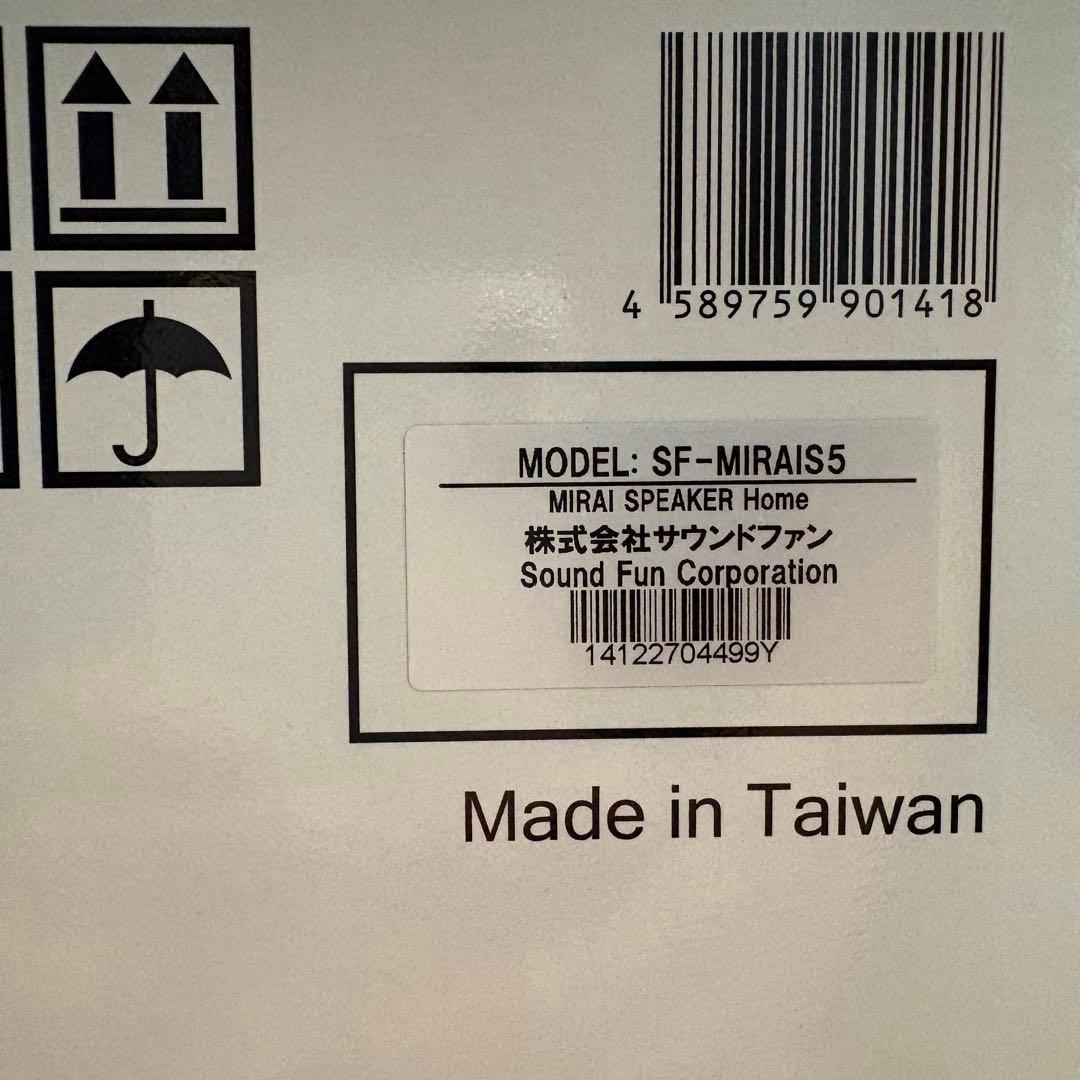 4 589759 901418
MODEL: SF-MIRAIS5
MIRAI SPEAKER Home
株式会社サウンドファン
Sound Fun Corporation
14122704499Y
Made in Taiwan